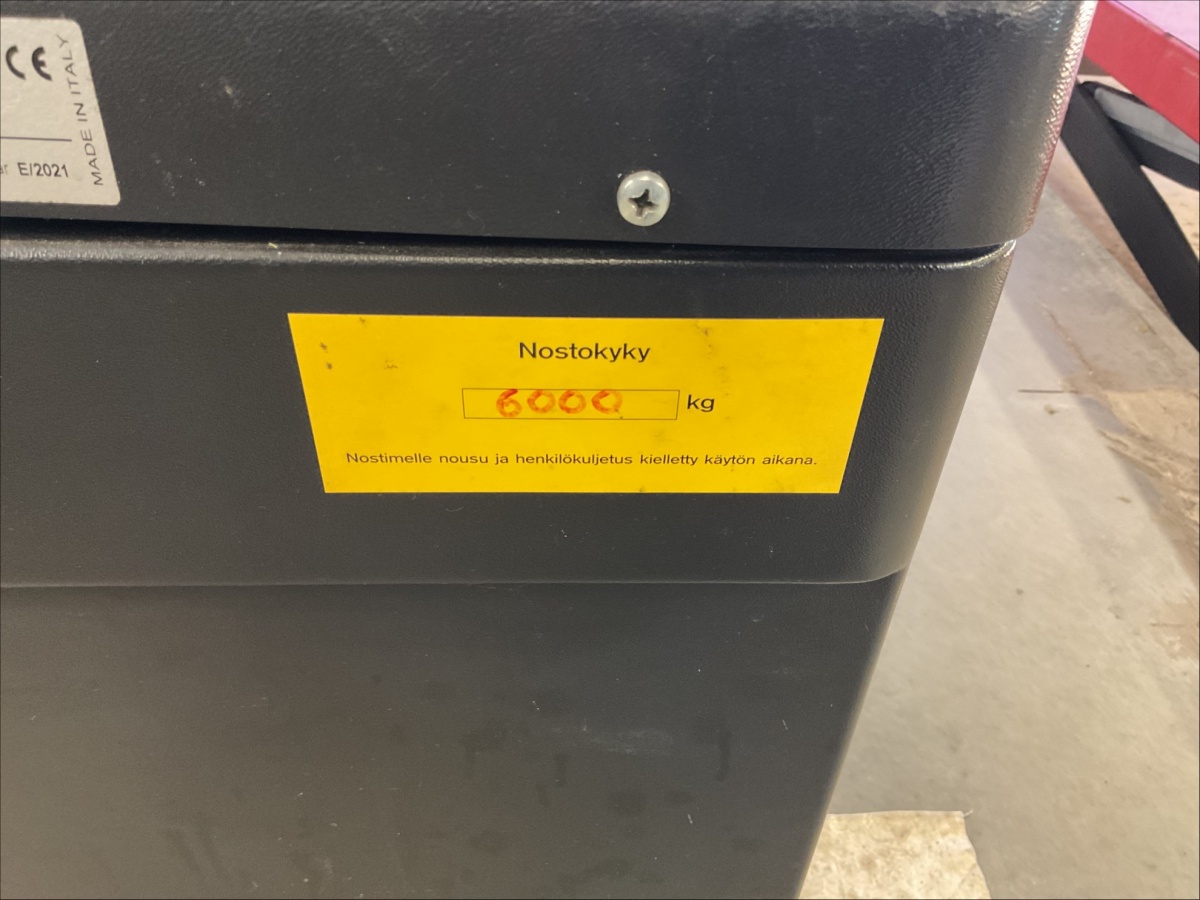 CE
MADE IN ITALY
E/2021
Nostokyky
6000 kg
Nostimelle nousu ja henkilökuljetus kielletty käytön aikana.